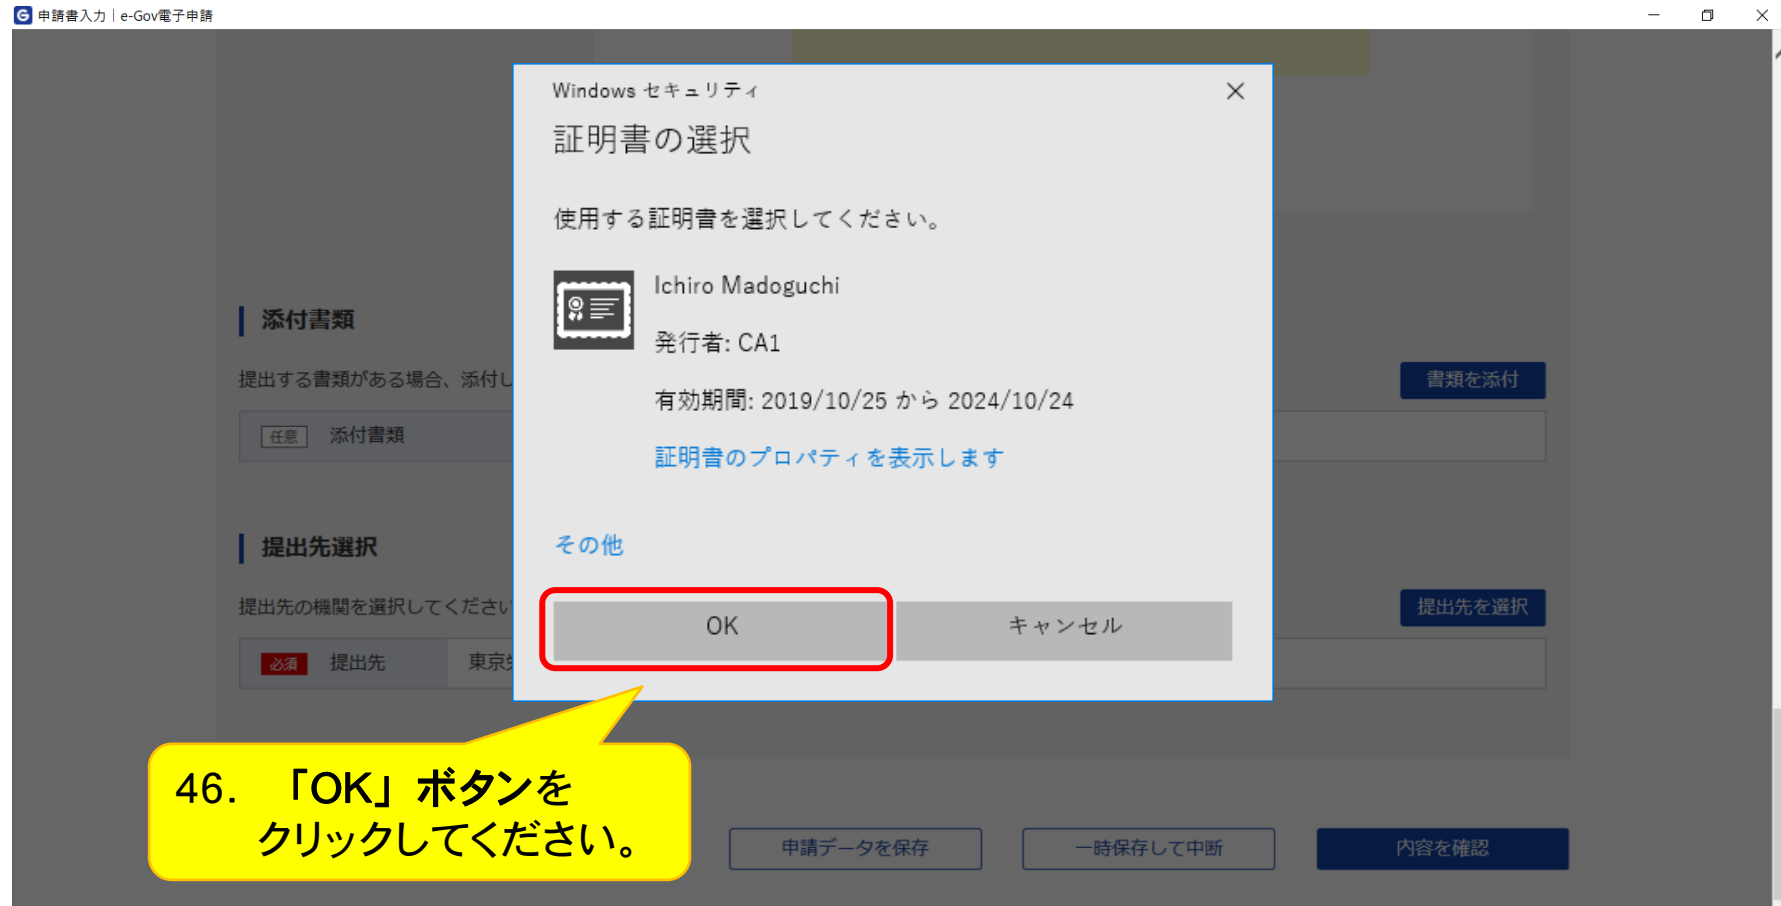 申請書入力｜e-Gov電子申請
Windows セキュリティ
証明書の選択
使用する証明書を選択してください。
Ichiro Madoguchi
発行者: CA1
有効期間: 2019/10/25 から 2024/10/24
証明書のプロパティを表示します
その他
OK
キャンセル
添付書類
提出する書類がある場合、添付し
書類を添付
任意 添付書類
提出先選択
提出先の機関を選択してください
提出先を選択
必須 提出先 東京
46. 「OK」ボタンを
クリックしてください。
申請データを保存
一時保存して中断
内容を確認